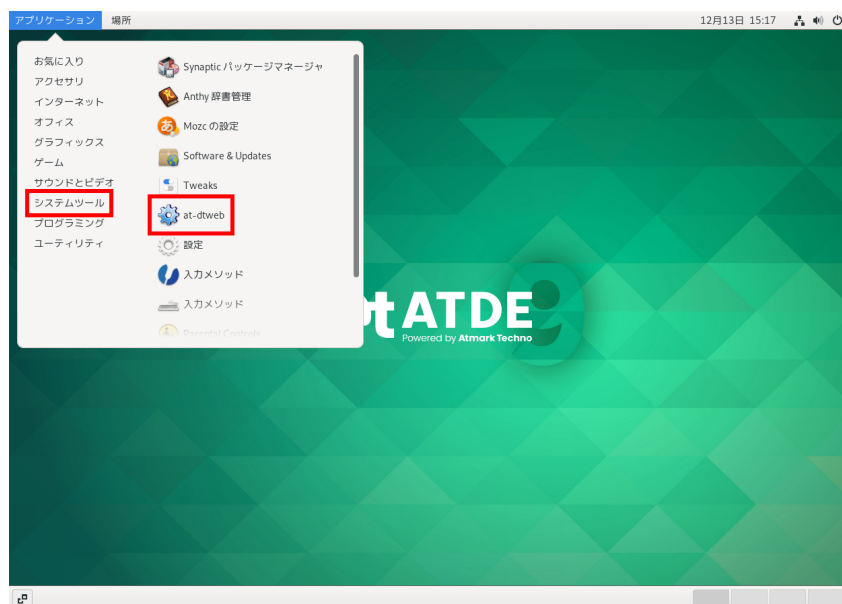 アプリケーション 場所 12月13日 15:17
お気に入り
アクセサリ
インターネット
オフィス
グラフィックス
ゲーム
サウンドとビデオ
システムツール
プログラミング
ユーティリティ
Synaptic パッケージマネージャ
Anthy 辞書管理
Mozc の設定
Software & Updates
Tweaks
at-dtweb
設定
入力メソッド
入力メソッド
Parental Controls
t ATDE 9
Powered by Atmark Techno